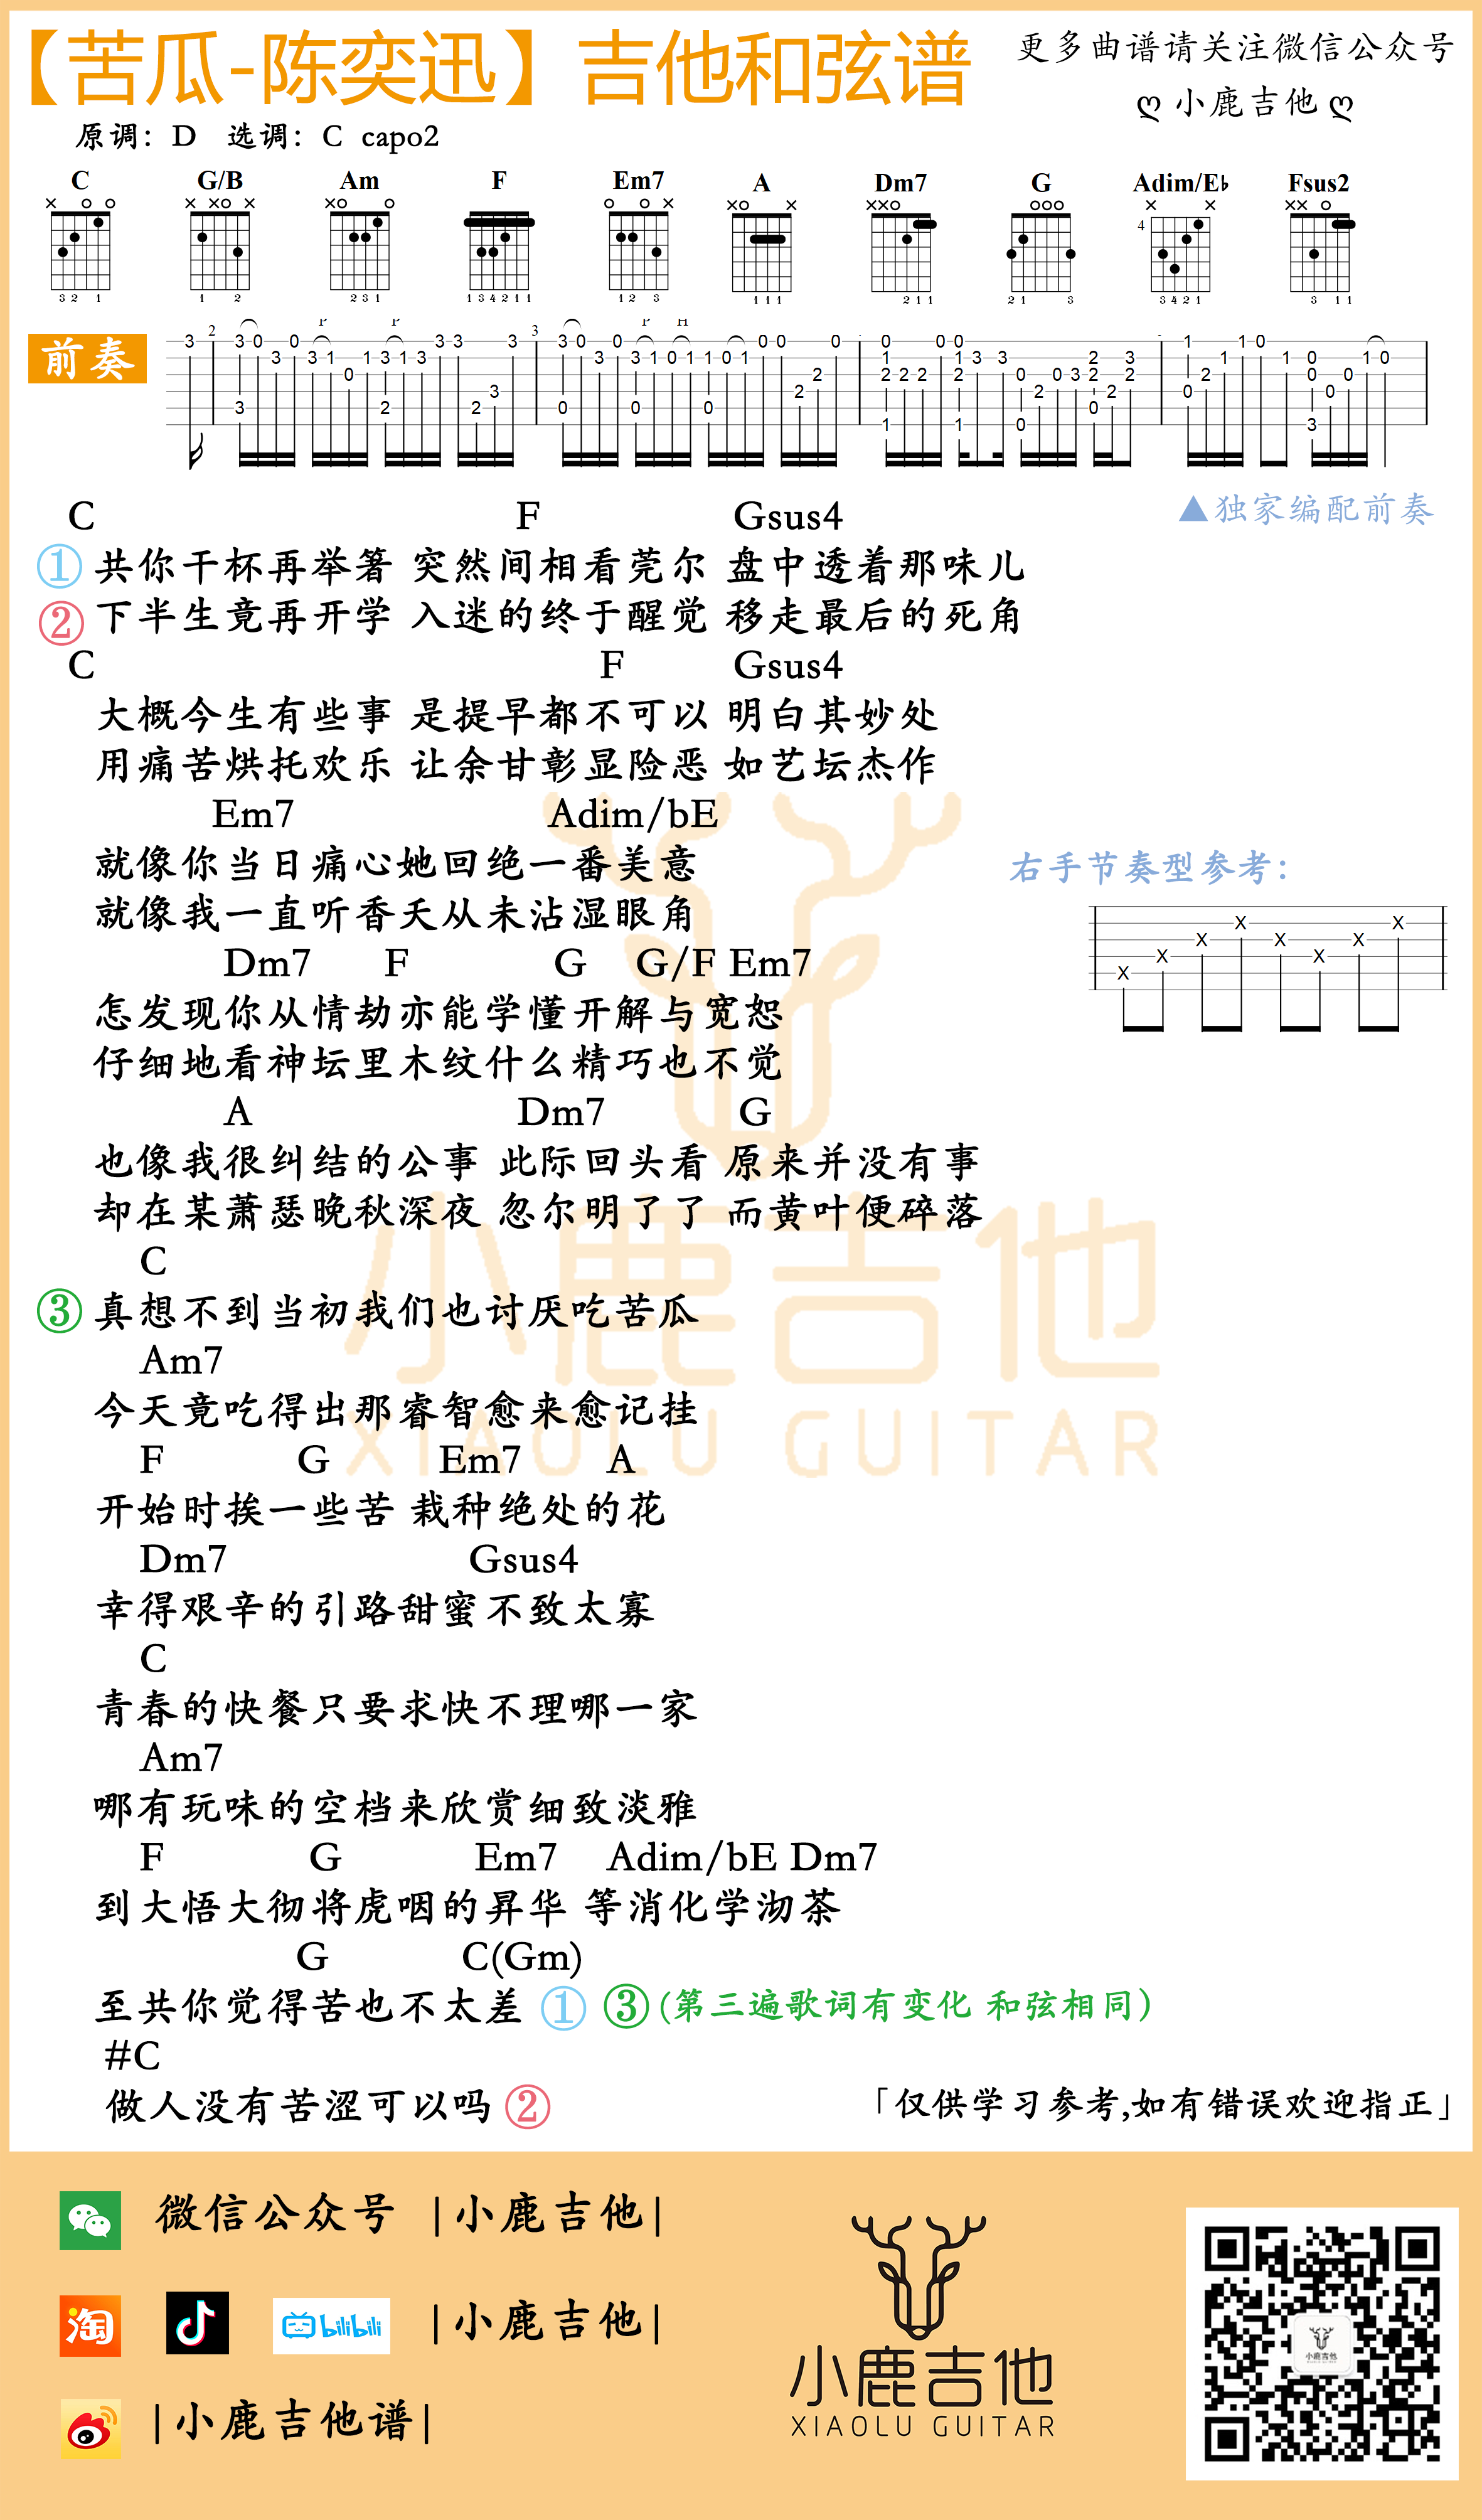 【苦瓜-陈奕迅】吉他和弦谱
更多曲谱请关注微信公众号
ღ 小鹿吉他 ღ
原调：D 选调：C capo2
C G/B Am F Em7 A Dm7 G Adim/E♭ Fsus2
前奏
▲独家编配前奏
C F Gsus4
① 共你干杯再举箸 突然间相看莞尔 盘中透着那味儿
② 下半生竟再开学 入迷的终于醒觉 移走最后的死角
C F Gsus4
大概今生有些事 是提早都不可以 明白其妙处
用痛苦烘托欢乐 让余甘彰显险恶 如艺坛杰作
Em7 Adim/bE
就像你当日痛心她回绝一番美意
就像我一直听香夭从未沾湿眼角
右手节奏型参考：
Dm7 F G G/F Em7
怎发现你从情劫亦能学懂开解与宽恕
仔细地看神坛里木纹什么精巧也不觉
A Dm7 G
也像我很纠结的公事 此际回头看 原来并没有事
却在某萧瑟晚秋深夜 忽尔明了了 而黄叶便碎落
C
③ 真想不到当初我们也讨厌吃苦瓜
Am7
今天竟吃得出那睿智愈来愈记挂
F G Em7 A
开始时挨一些苦 栽种绝处的花
Dm7 Gsus4
幸得艰辛的引路甜蜜不致太寡
C
青春的快餐只要求快不理哪一家
Am7
哪有玩味的空档来欣赏细致淡雅
F G Em7 Adim/bE Dm7
到大悟大彻将虎咽的昇华 等消化学沏茶
G C(Gm)
至共你觉得苦也不太差 ① ③ (第三遍歌词有变化 和弦相同)
#C
做人没有苦涩可以吗 ②
「仅供学习参考,如有错误欢迎指正」
小鹿吉他
XIAOLU GUITAR
微信公众号 |小鹿吉他|
淘 bilibili |小鹿吉他|
|小鹿吉他谱|
小鹿吉他
XIAOLU GUITAR